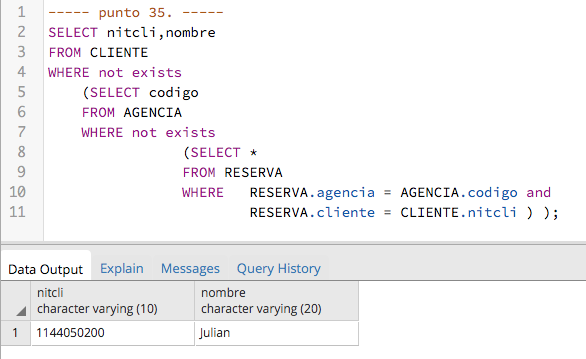 1 ----- punto 35. -----
2 SELECT nitcli,nombre
3 FROM CLIENTE
4 WHERE not exists
5 (SELECT codigo
6 FROM AGENCIA
7 WHERE not exists
8 (SELECT *
9 FROM RESERVA
10 WHERE RESERVA.agencia = AGENCIA.codigo and
11 RESERVA.cliente = CLIENTE.nitcli ) );
Data Output Explain Messages Query History
nitcli nombre
character varying (10) character varying (20)
1 1144050200 Julian